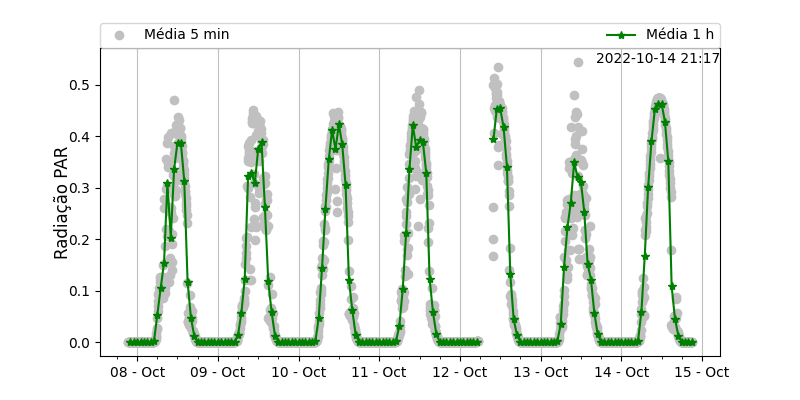 Média 5 min
Média 1 h
2022-10-14 21:17
Radiação PAR
0.5
0.4
0.3
0.2
0.1
0.0
08 - Oct
09 - Oct
10 - Oct
11 - Oct
12 - Oct
13 - Oct
14 - Oct
15 - Oct